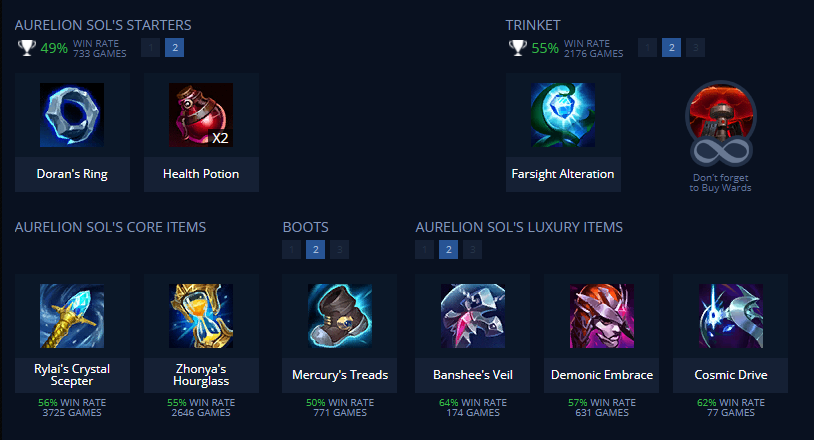 AURELION SOL'S STARTERS
TRINKET
49% WIN RATE
733 GAMES
1 2
55% WIN RATE
2176 GAMES
1 2 3
X2
Doran's Ring
Health Potion
Farsight Alteration
Don't forget
to Buy Wards
AURELION SOL'S CORE ITEMS
BOOTS
AURELION SOL'S LUXURY ITEMS
1 2 3
1 2 3
Rylai's Crystal
Scepter
Zhonya's
Hourglass
Mercury's Treads
Banshee's Veil
Demonic Embrace
Cosmic Drive
56% WIN RATE
3725 GAMES
55% WIN RATE
2646 GAMES
50% WIN RATE
771 GAMES
64% WIN RATE
174 GAMES
57% WIN RATE
631 GAMES
62% WIN RATE
77 GAMES